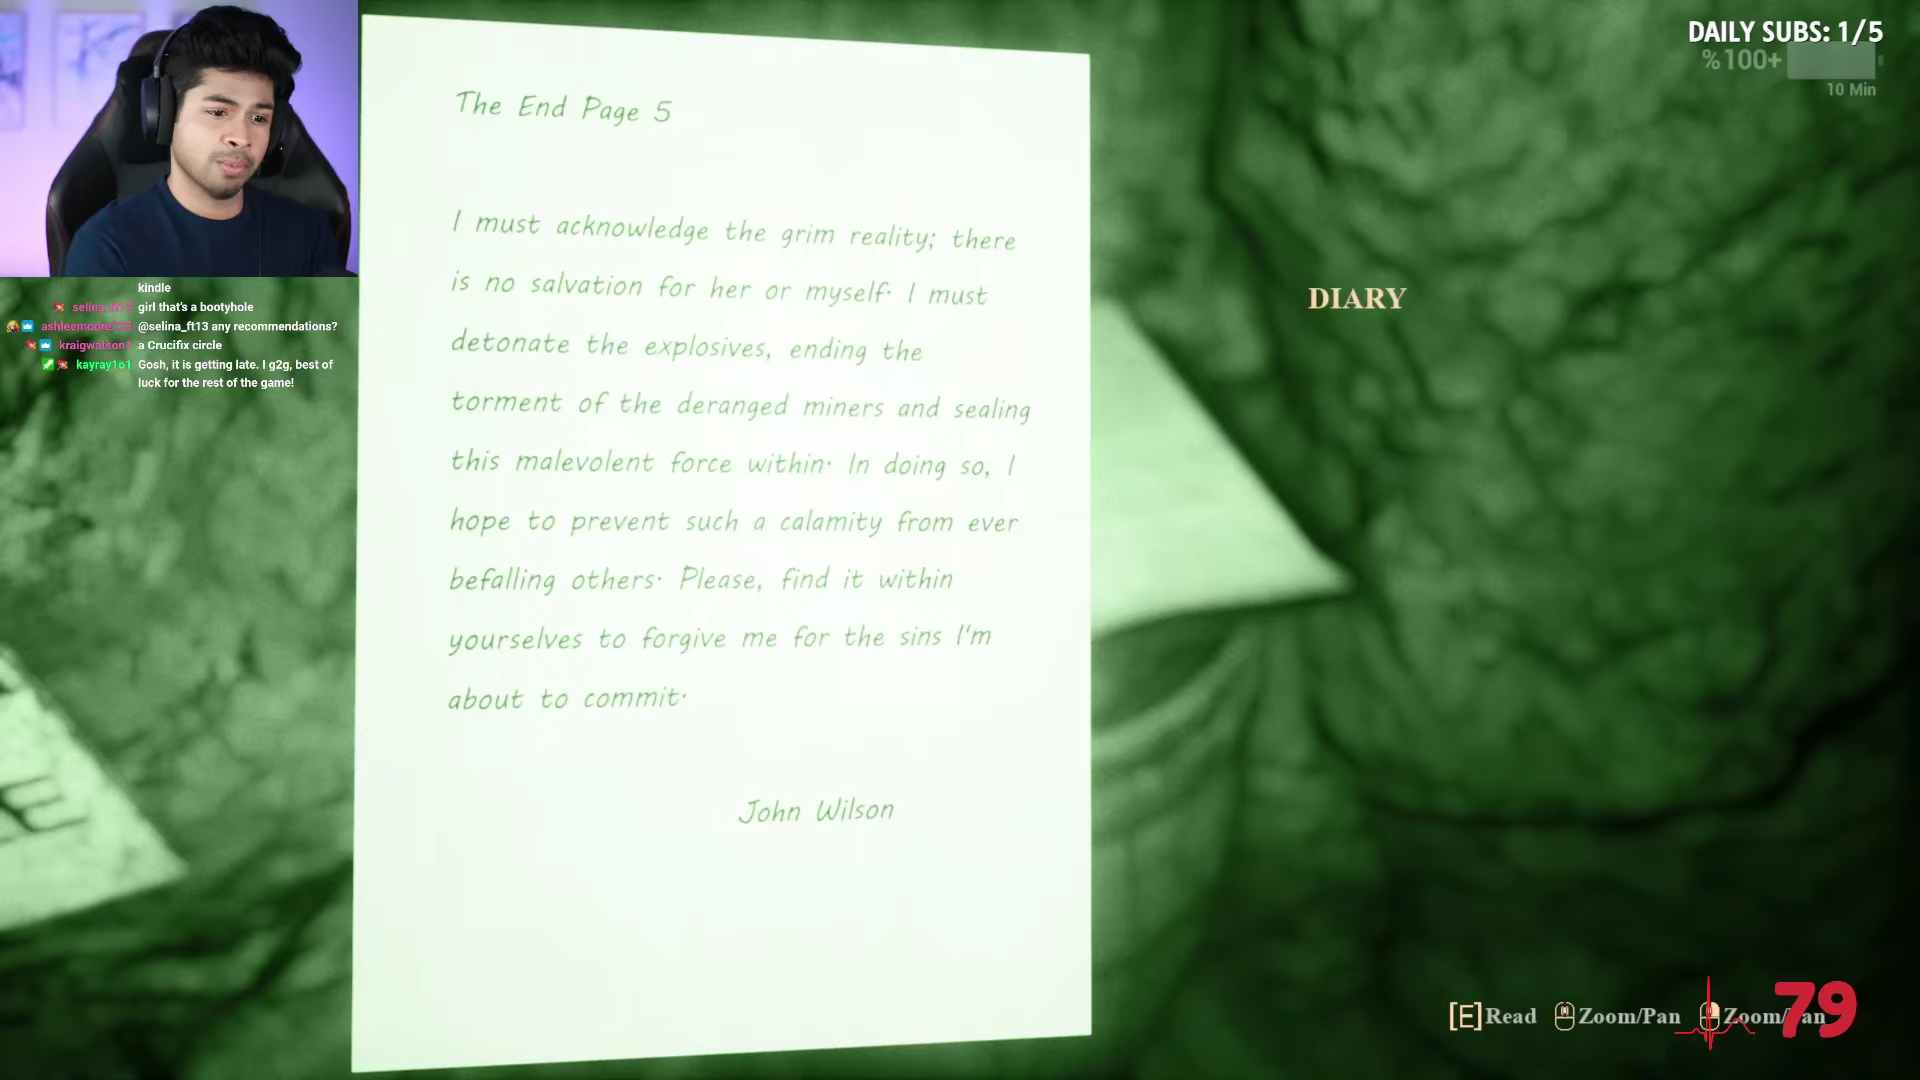 DAILY SUBS: 1/5
%100+
10 Min
kindle
girl that's a bootyhole
@selina_ft13 any recommendations?
kraigwatson
a Crucifix circle
kayray1o1 Gosh, it is getting late. I g2g, best of
luck for the rest of the game!
The End Page 5
I must acknowledge the grim reality; there
is no salvation for her or myself. I must
detonate the explosives, ending the
torment of the deranged miners and sealing
this malevolent force within. In doing so, I
hope to prevent such a calamity from ever
befalling others. Please, find it within
yourselves to forgive me for the sins I'm
about to commit.
John Wilson
DIARY
[E]Read Zoom/Pan Zoom/Pan
79